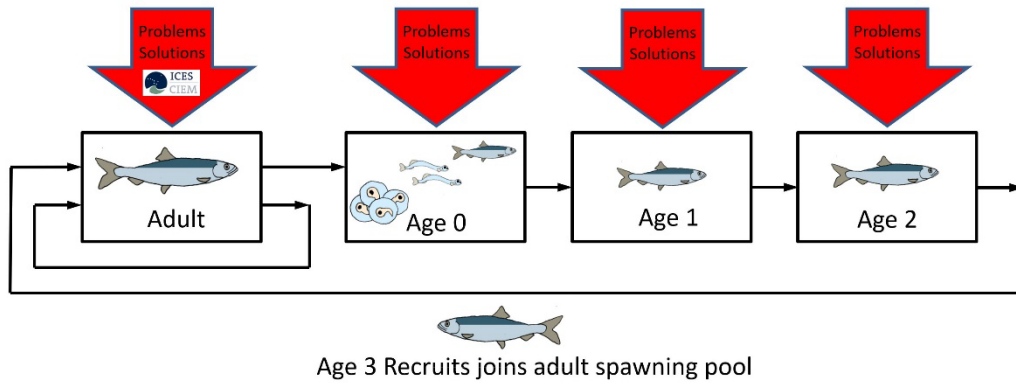 Problems
Solutions
ICES
CIEM
Problems
Solutions
Problems
Solutions
Problems
Solutions
Adult
Age 0
Age 1
Age 2
Age 3 Recruits joins adult spawning pool